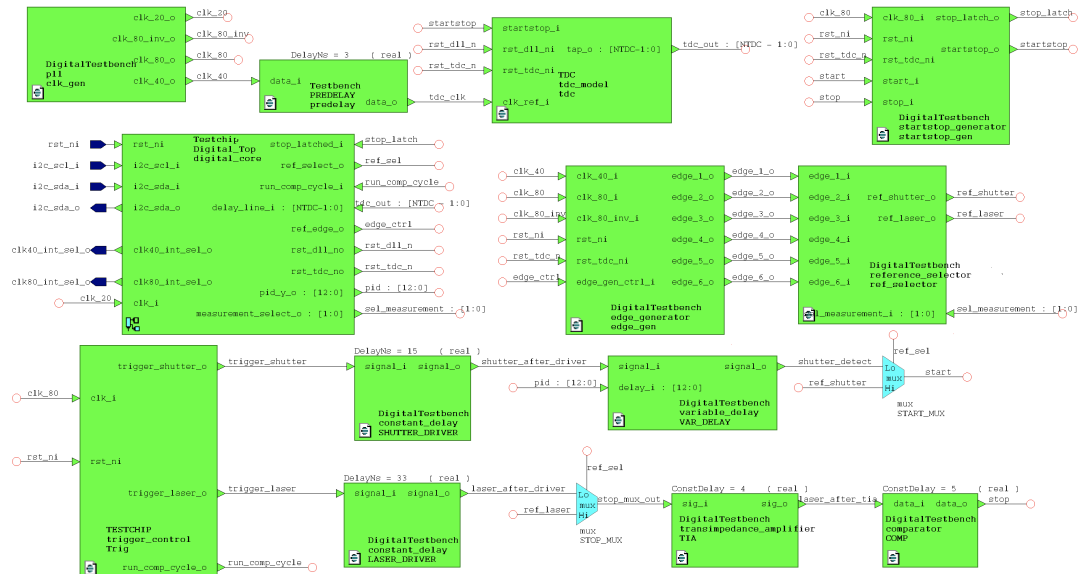 clk_20_o
clk_20
clk_80_inv_o
clk_80_inv
clk_80_o
clk_80
clk_40_o
clk_40
DigitalTestbench
pll
clk_gen
DelayNs = 3 ( real )
data_i
Testbench
PREDELAY
predelay
data_o
tdc_clk
startstop
startstop_i
rst_dll_n
rst_dll_ni
tap_o : [NTDC-1:0]
tdc_out : [NTDC - 1:0]
rst_tdc_n
rst_tdc_ni
TDC
tdc_model
tdc
clk_ref_i
clk_80
clk_80_i
stop_latch_o
stop_latch
rst_ni
rst_ni
startstop_o
startstop
rst_tdc_n
rst_tdc_ni
start
start_i
stop
stop_i
DigitalTestbench
startstop_generator
startstop_gen
Testchip
Digital_Top
digital_core
rst_ni
rst_ni
stop_latched_i
stop_latch
i2c_scl_i
i2c_scl_i
ref_select_o
ref_sel
i2c_sda_i
i2c_sda_i
run_comp_cycle_i
run_comp_cycle
i2c_sda_o
i2c_sda_o
delay_line_i : [NTDC-1:0]
tdc_out : [NTDC - 1:0]
ref_edge_o
edge_ctrl
clk40_int_sel_o
clk40_int_sel_o
rst_dll_no
rst_dll_n
rst_tdc_no
rst_tdc_n
clk80_int_sel_o
clk80_int_sel_o
pid_y_o : [12:0]
pid : [12:0]
clk_20
clk_i
measurement_select_o : [1:0]
sel_measurement : [1:0]
clk_40
clk_40_i
edge_1_o
edge_1_o
edge_1_i
clk_80
clk_80_i
edge_2_o
edge_2_o
edge_2_i
ref_shutter_o
ref_shutter
clk_80_inv
clk_80_inv_i
edge_3_o
edge_3_o
edge_3_i
ref_laser_o
ref_laser
rst_ni
rst_ni
edge_4_o
edge_4_o
edge_4_i
rst_tdc_n
rst_tdc_ni
edge_5_o
edge_5_o
edge_5_i
edge_ctrl
edge_gen_ctrl_i
edge_6_o
edge_6_o
edge_6_i
DigitalTestbench
edge_generator
edge_gen
DigitalTestbench
reference_selector
ref_selector
sel_measurement : [1:0]
trigger_shutter_o
trigger_shutter
clk_80
clk_i
rst_ni
rst_ni
trigger_laser_o
trigger_laser
TESTCHIP
trigger_control
Trig
run_comp_cycle_o
run_comp_cycle
DelayNs = 15 ( real )
signal_i
signal_o
shutter_after_driver
DigitalTestbench
constant_delay
SHUTTER_DRIVER
pid : [12:0]
signal_i
signal_o
shutter_detect
delay_i : [12:0]
DigitalTestbench
variable_delay
VAR_DELAY
ref_sel
ref_shutter
Lo
mux
Hi
start
mux
START_MUX
DelayNs = 33 ( real )
signal_i
signal_o
laser_after_driver
DigitalTestbench
constant_delay
LASER_DRIVER
ref_sel
ref_laser
Lo
mux
Hi
stop_mux_out
mux
STOP_MUX
ConstDelay = 4 ( real )
sig_i
sig_o
laser_after_tia
DigitalTestbench
transimpedance_amplifier
TIA
ConstDelay = 5 ( real )
data_i
data_o
stop
DigitalTestbench
comparator
COMP